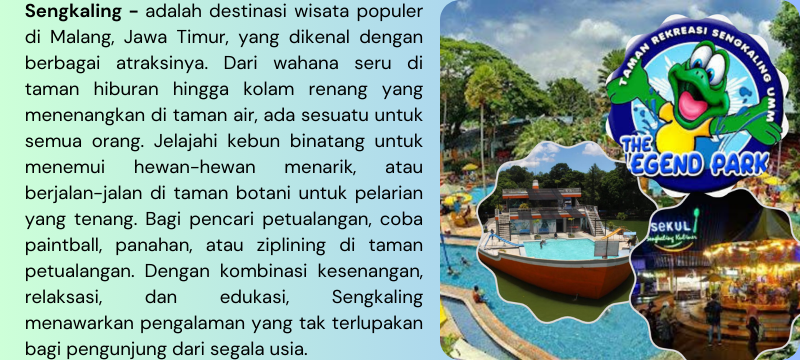 Sengkaling - adalah destinasi wisata populer
di Malang, Jawa Timur, yang dikenal dengan
berbagai atraksinya. Dari wahana seru di
taman hiburan hingga kolam renang yang
menenangkan di taman air, ada sesuatu untuk
semua orang. Jelajahi kebun binatang untuk
menemui hewan-hewan menarik, atau
berjalan-jalan di taman botani untuk pelarian
yang tenang. Bagi pencari petualangan, coba
paintball, panahan, atau ziplining di taman
petualangan. Dengan kombinasi kesenangan,
relaksasi, dan edukasi, Sengkaling
menawarkan pengalaman yang tak terlupakan
bagi pengunjung dari segala usia.
TAMAN REKREASI SENGKALING UMM
THE
LEGEND PARK
SEKUL
Sengkaling Kuliner